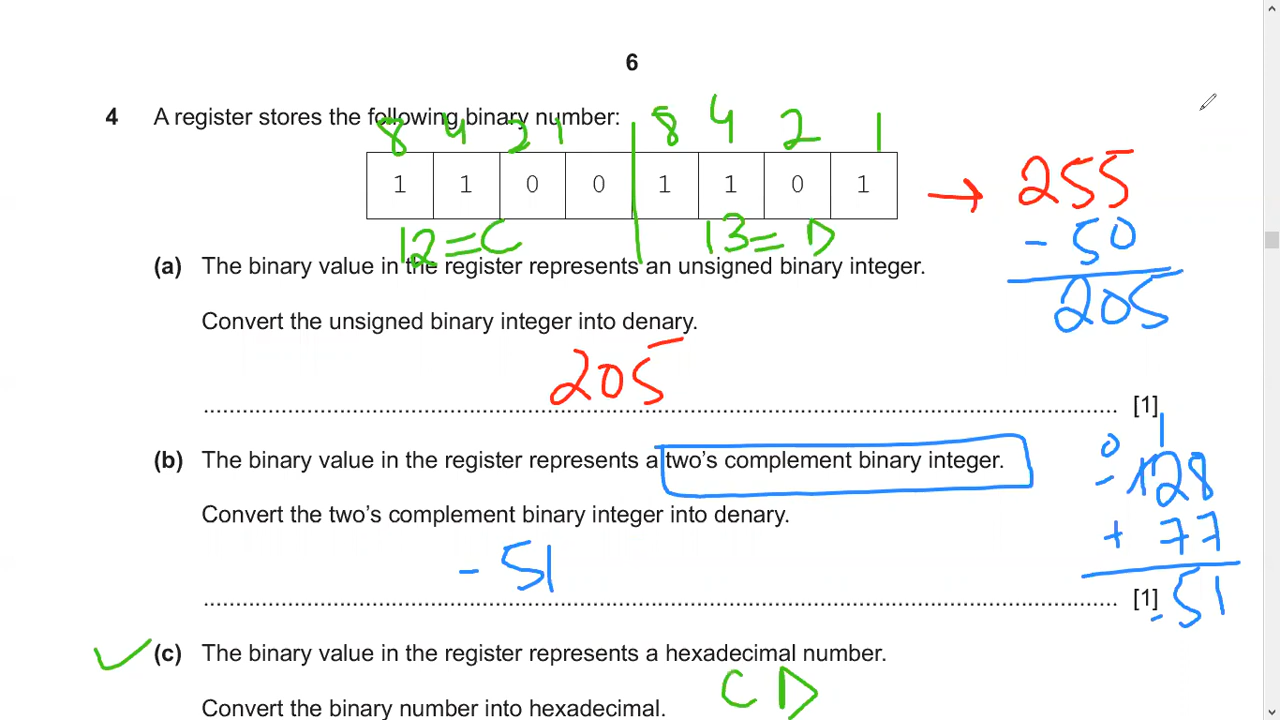 6
4 A register stores the following binary number:
8 4 2 1 8 4 2 1
1 1 0 0 1 1 0 1 → 255
12=C 13=D - 50
205
(a) The binary value in the register represents an unsigned binary integer.
Convert the unsigned binary integer into denary.
205
[1]
(b) The binary value in the register represents a two's complement binary integer.
0 1
- 128
+ 77
- 51
Convert the two's complement binary integer into denary.
- 51
[1]
(c) The binary value in the register represents a hexadecimal number.
Convert the binary number into hexadecimal.
CD